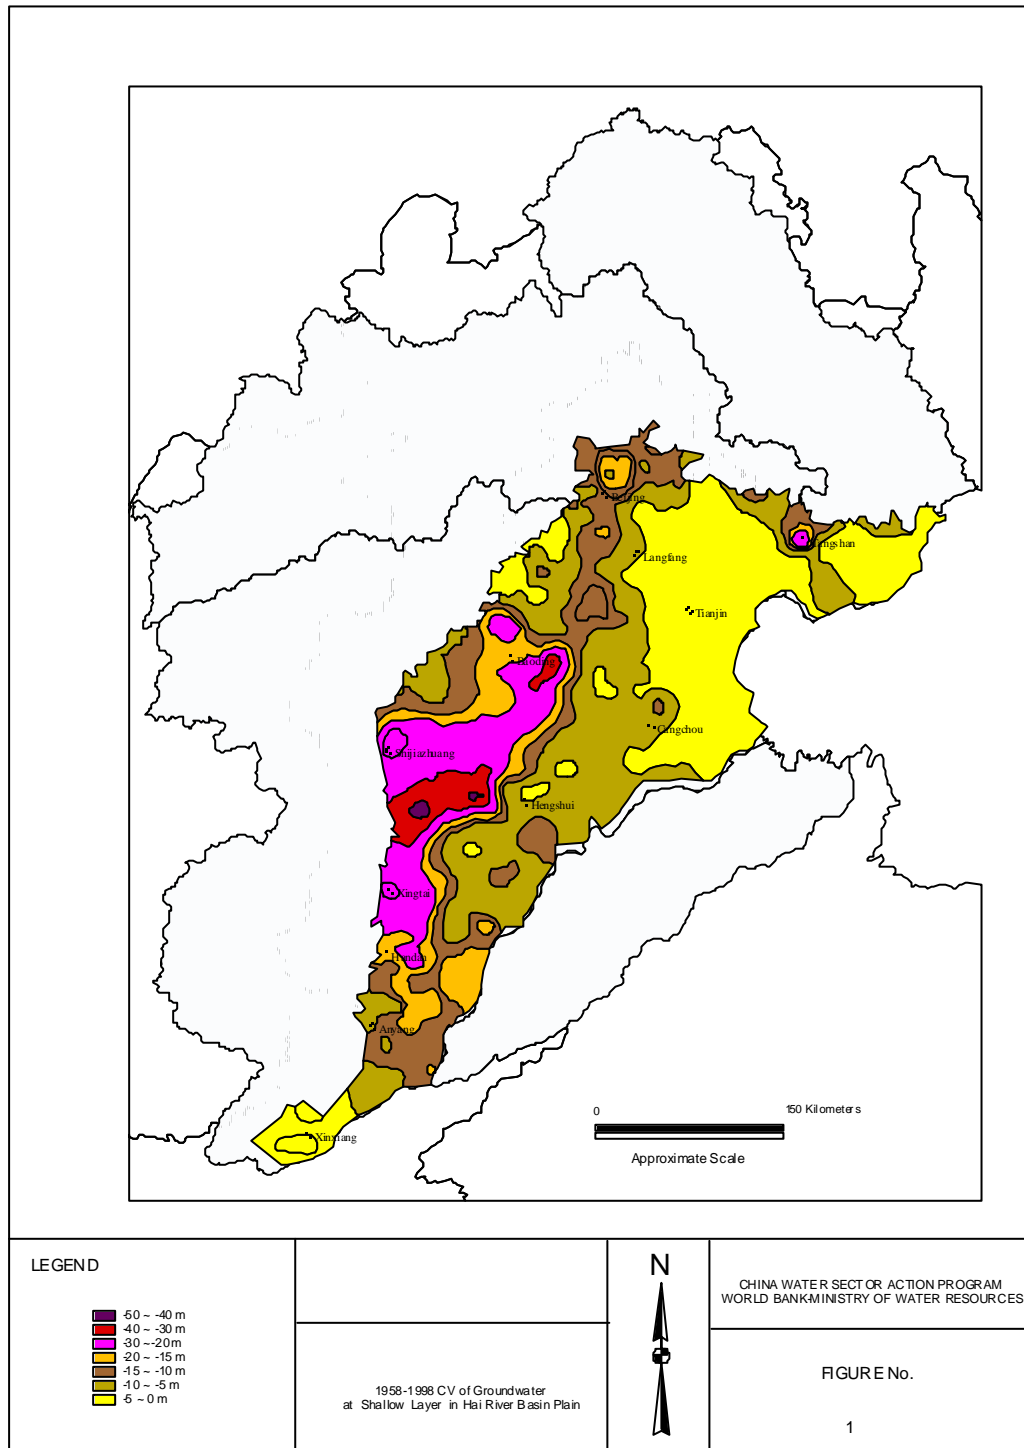 Beijing
Langfang
Tangshan
Tianjin
Baoding
Cangchou
Shijiazhuang
Hengshui
Xingtai
Handan
Anyang
Xinxiang
0 150 Kilometers
Approximate Scale
LEGEND
-50 ~ -40 m
-40 ~ -30 m
-30 ~-20m
-20 ~ -15 m
-15 ~ -10 m
-10 ~ -5 m
-5 ~ 0 m
1958-1998 CV of Groundwater
at Shallow Layer in Hai River Basin Plain
N
CHINA WATER SECTOR ACTION PROGRAM
WORLD BANK-MINISTRY OF WATER RESOURCES
FIGURE No.
1